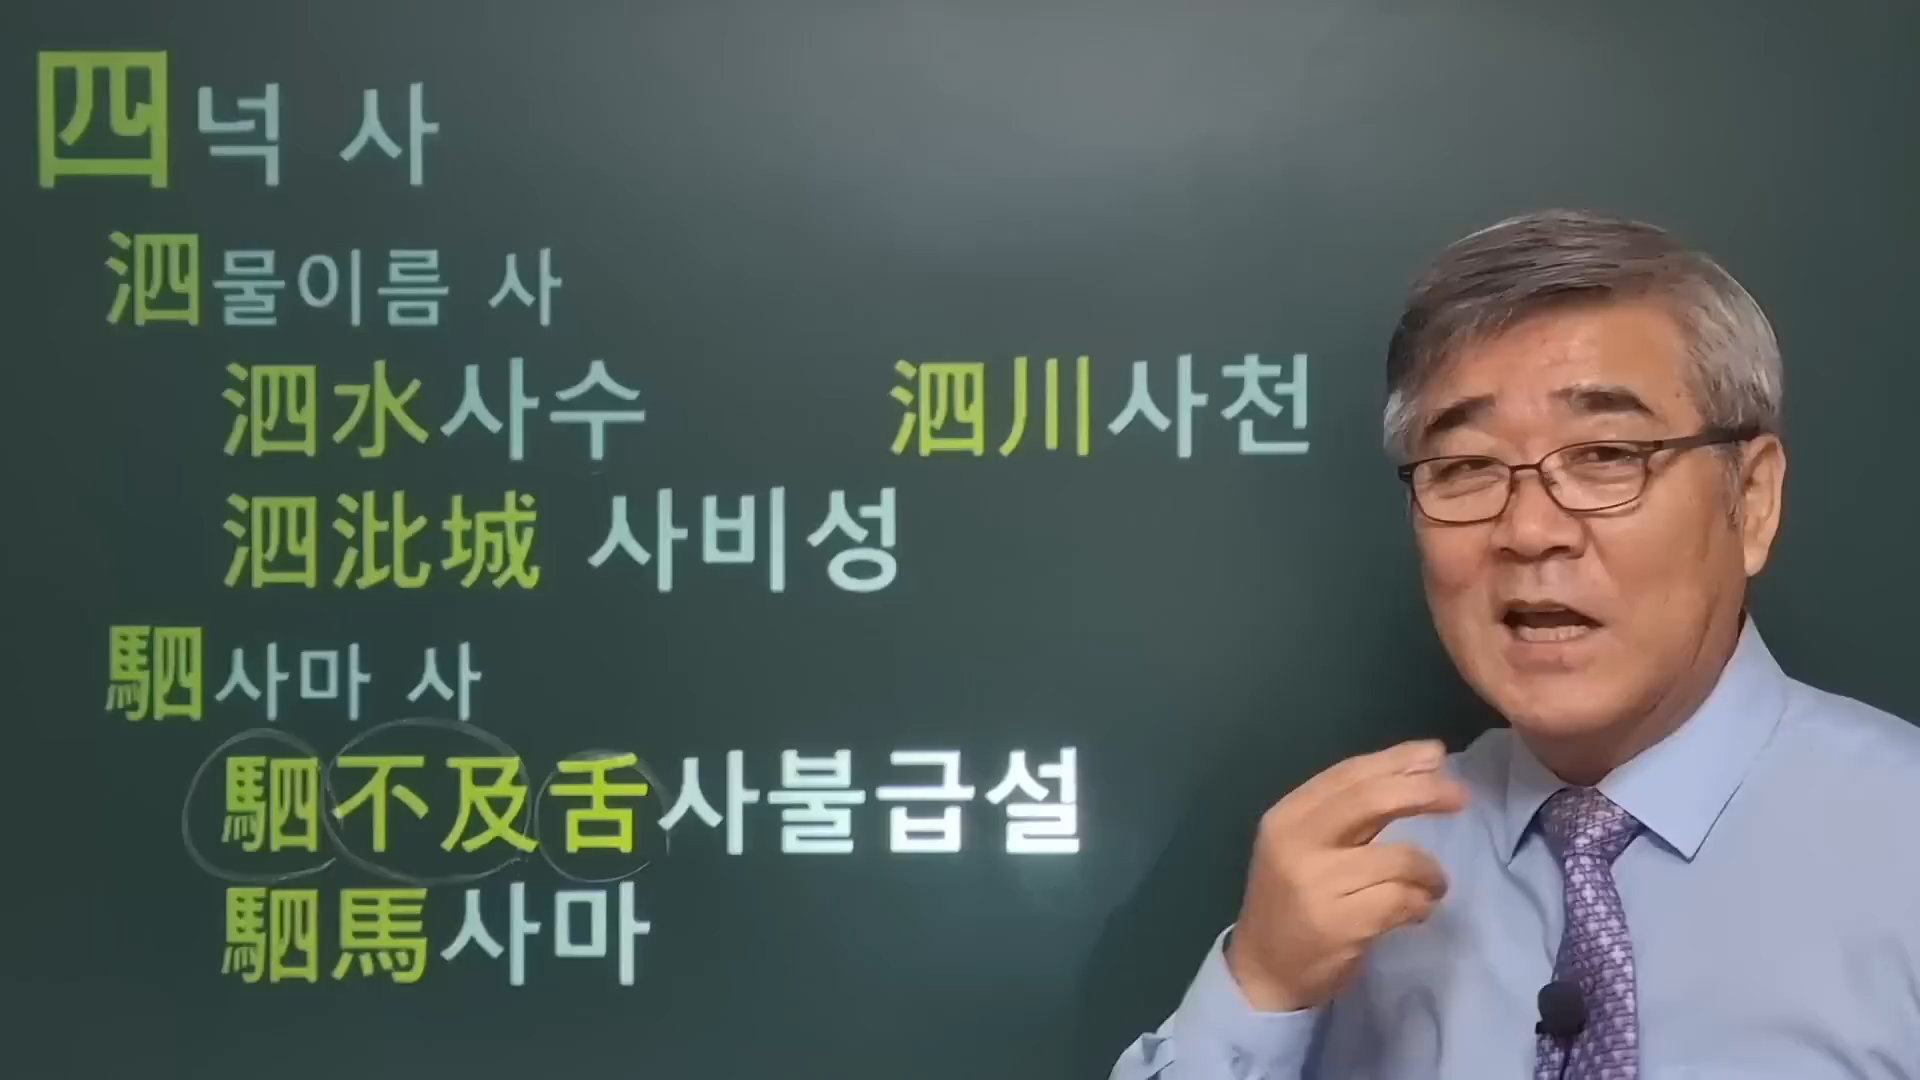 四 넉 사
泗 물이름 사
泗水 사수 泗川 사천
泗沘城 사비성
駟 사마 사
駟不及舌 사불급설
駟馬 사마